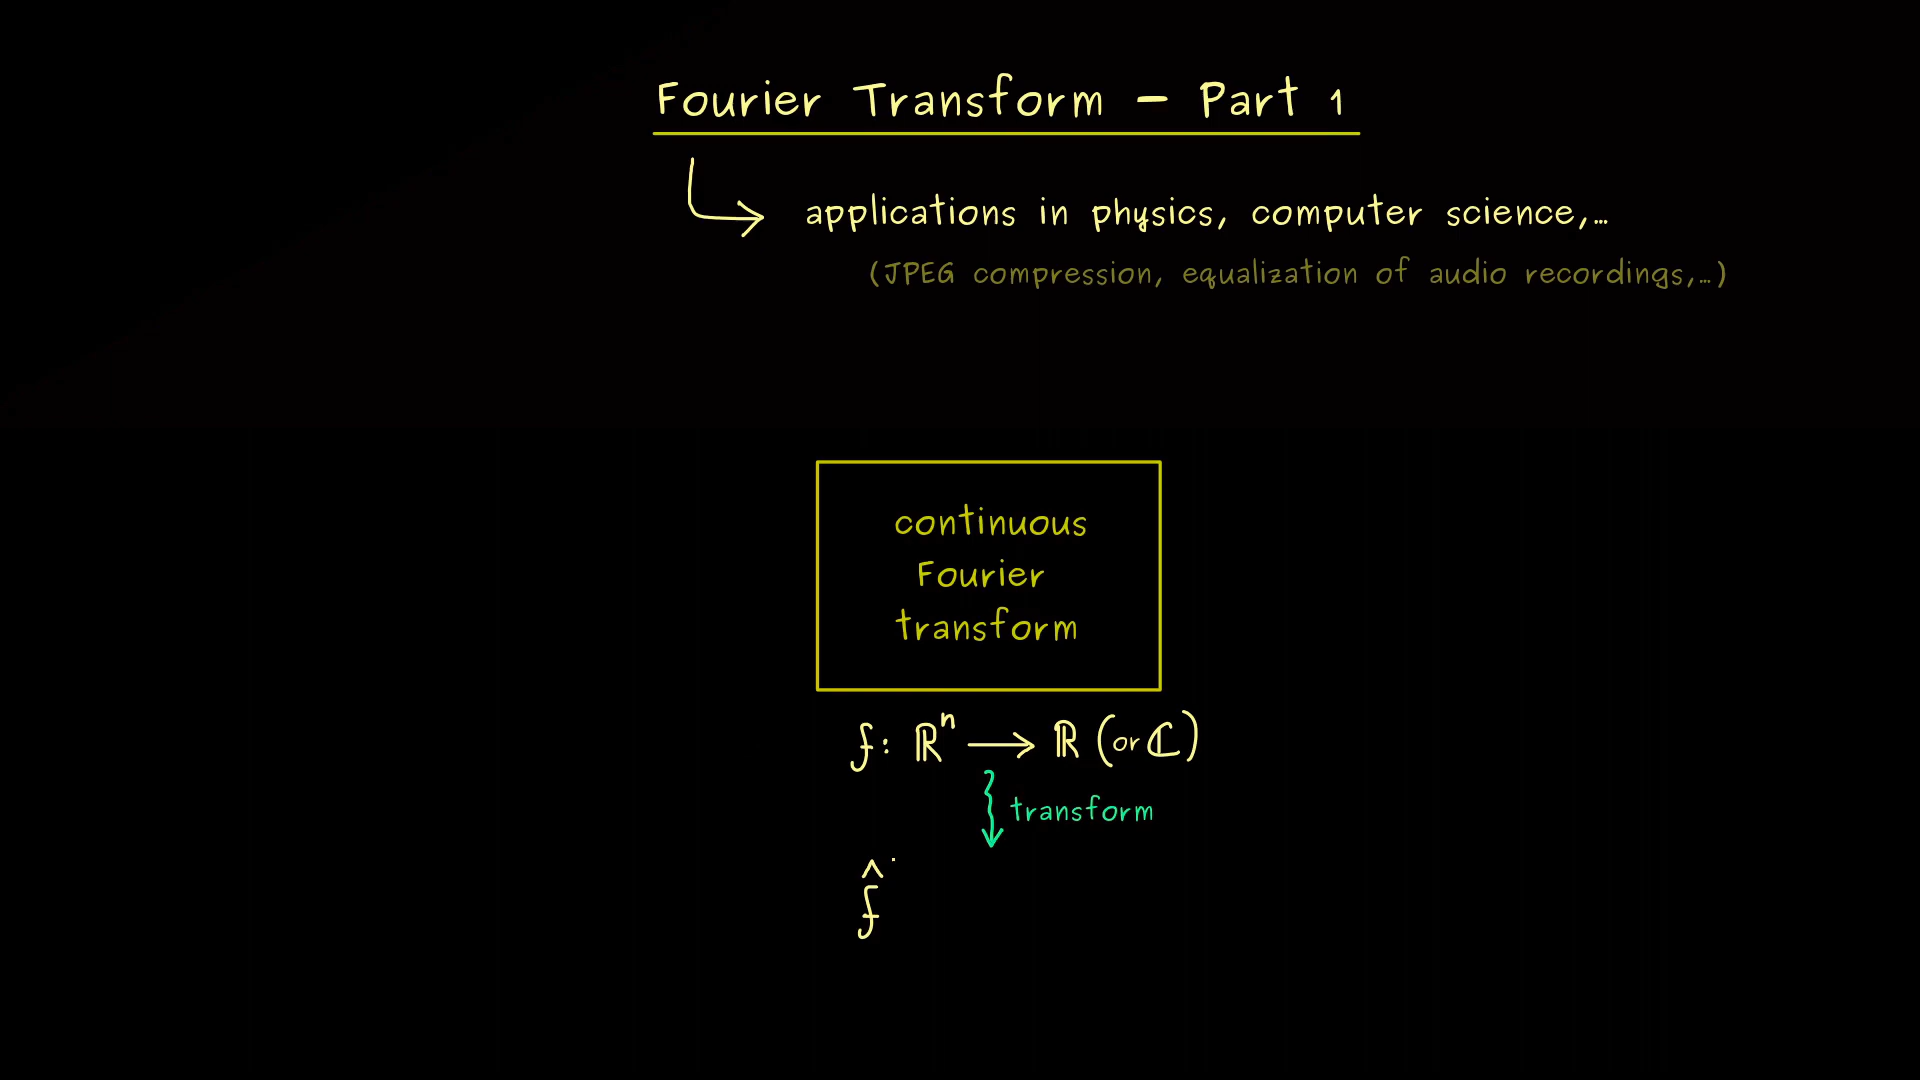 Fourier Transform – Part 1
applications in physics, computer science,...
(JPEG compression, equalization of audio recordings,...)
continuous
Fourier
transform
f: ℝⁿ ⟶ ℝ (or ℂ)
transform
f̂